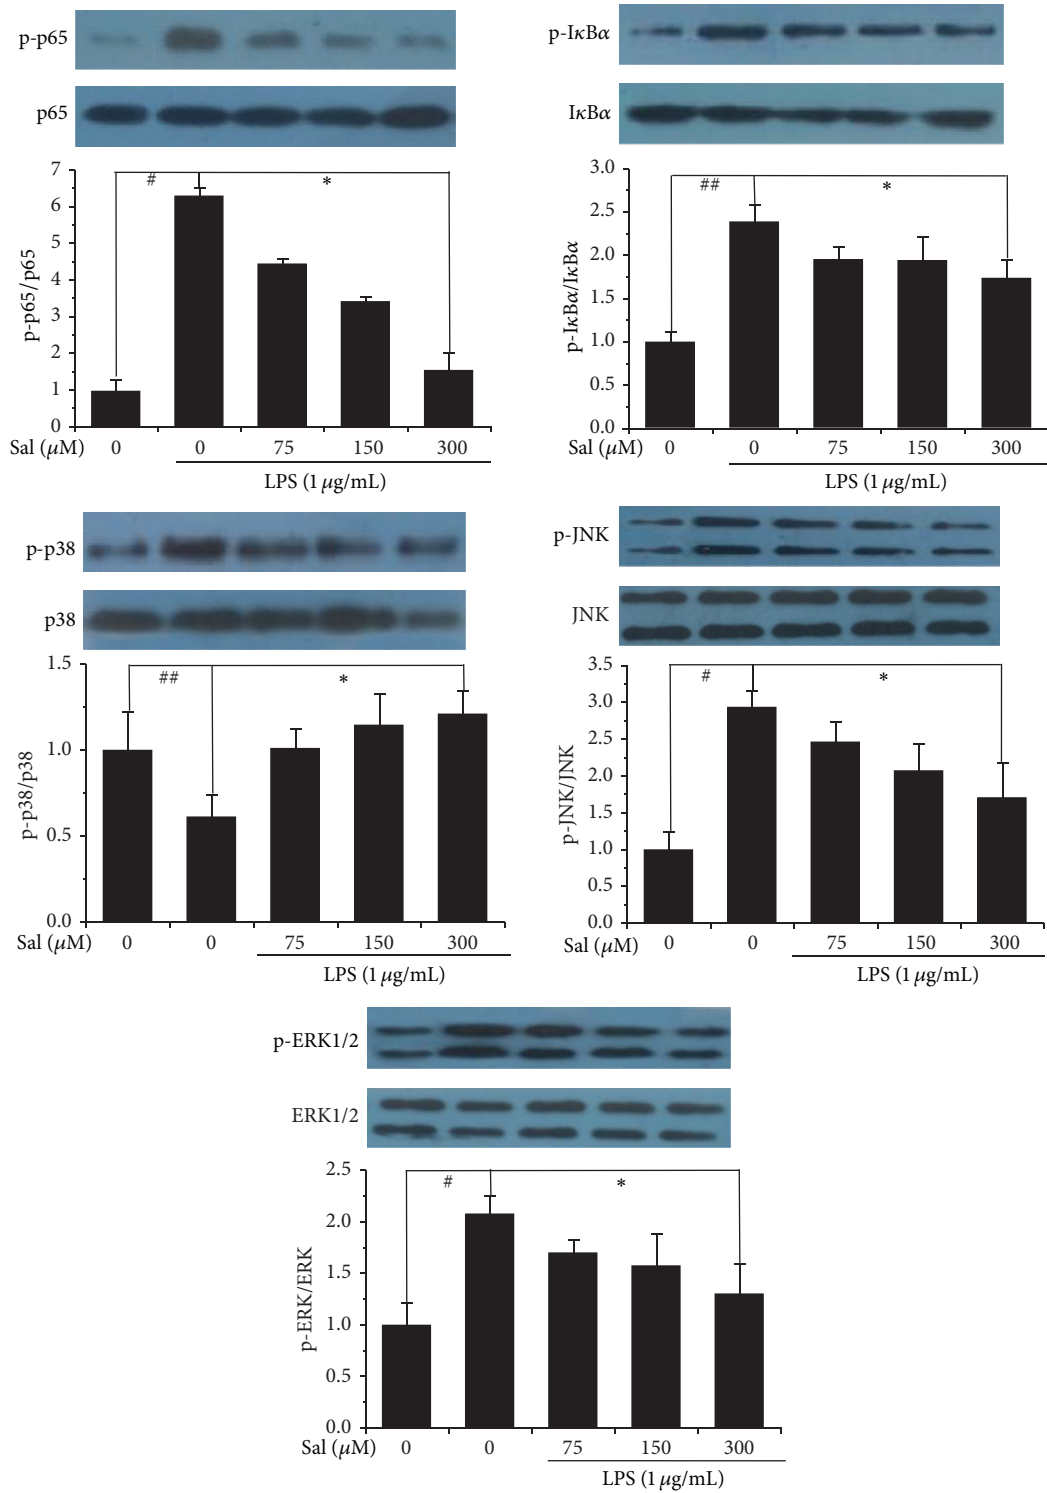 p-p65
p65
7
6
5
4
3
2
1
0
p-p65/p65
#
*
Sal (μM) 0 0 75 150 300
LPS (1 μg/mL)
p-IκBα
IκBα
3.0
2.5
2.0
1.5
1.0
0.5
0.0
p-IκBα/IκBα
##
*
Sal (μM) 0 0 75 150 300
LPS (1 μg/mL)
p-p38
p38
1.5
1.0
0.5
0.0
p-p38/p38
##
*
Sal (μM) 0 0 75 150 300
LPS (1 μg/mL)
p-JNK
JNK
3.5
3.0
2.5
2.0
1.5
1.0
0.5
0.0
p-JNK/JNK
#
*
Sal (μM) 0 0 75 150 300
LPS (1 μg/mL)
p-ERK1/2
ERK1/2
2.5
2.0
1.5
1.0
0.5
0.0
p-ERK/ERK
#
*
Sal (μM) 0 0 75 150 300
LPS (1 μg/mL)